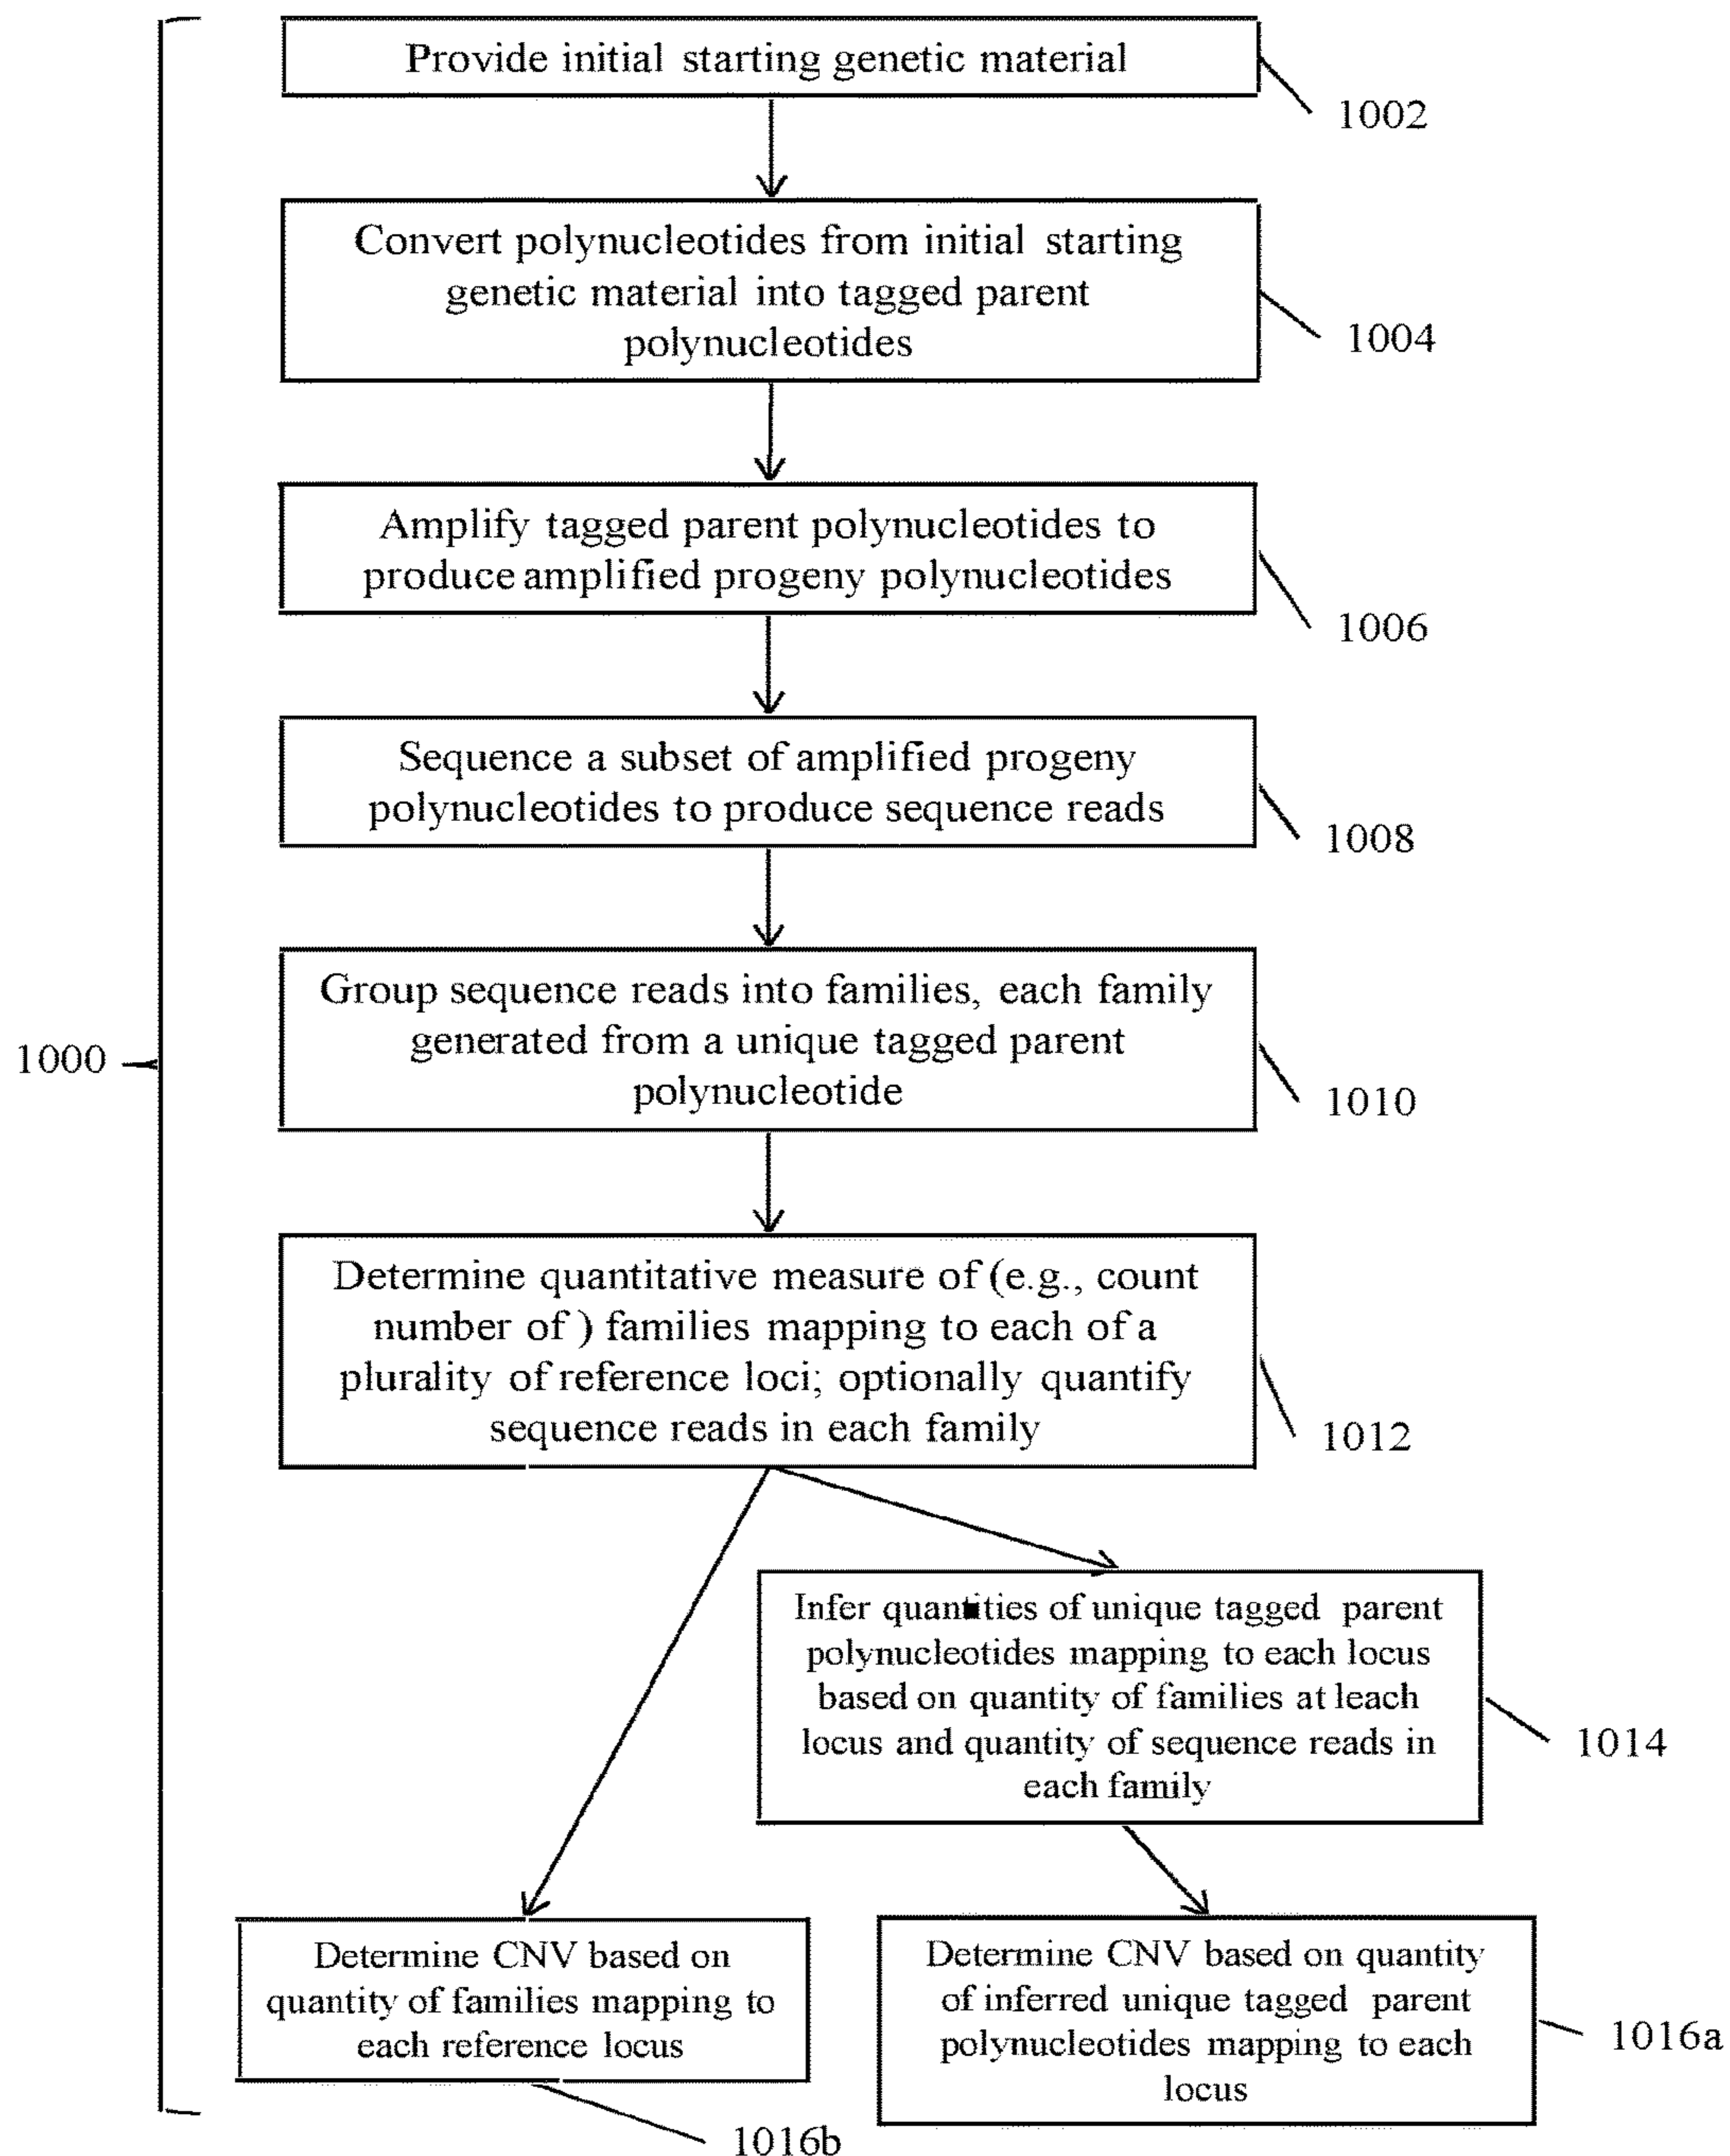 Provide initial starting genetic material
1002
Convert polynucleotides from initial starting
genetic material into tagged parent
polynucleotides
1004
Amplify tagged parent polynucleotides to
produce amplified progeny polynucleotides
1006
Sequence a subset of amplified progeny
polynucleotides to produce sequence reads
1008
1000
Group sequence reads into families, each family
generated from a unique tagged parent
polynucleotide
1010
Determine quantitative measure of (e.g., count
number of ) families mapping to each of a
plurality of reference loci; optionally quantify
sequence reads in each family
1012
Infer quantities of unique tagged parent
polynucleotides mapping to each locus
based on quantity of families at leach
locus and quantity of sequence reads in
each family
1014
Determine CNV based on
quantity of families mapping to
each reference locus
1016b
Determine CNV based on quantity
of inferred unique tagged parent
polynucleotides mapping to each
locus
1016a